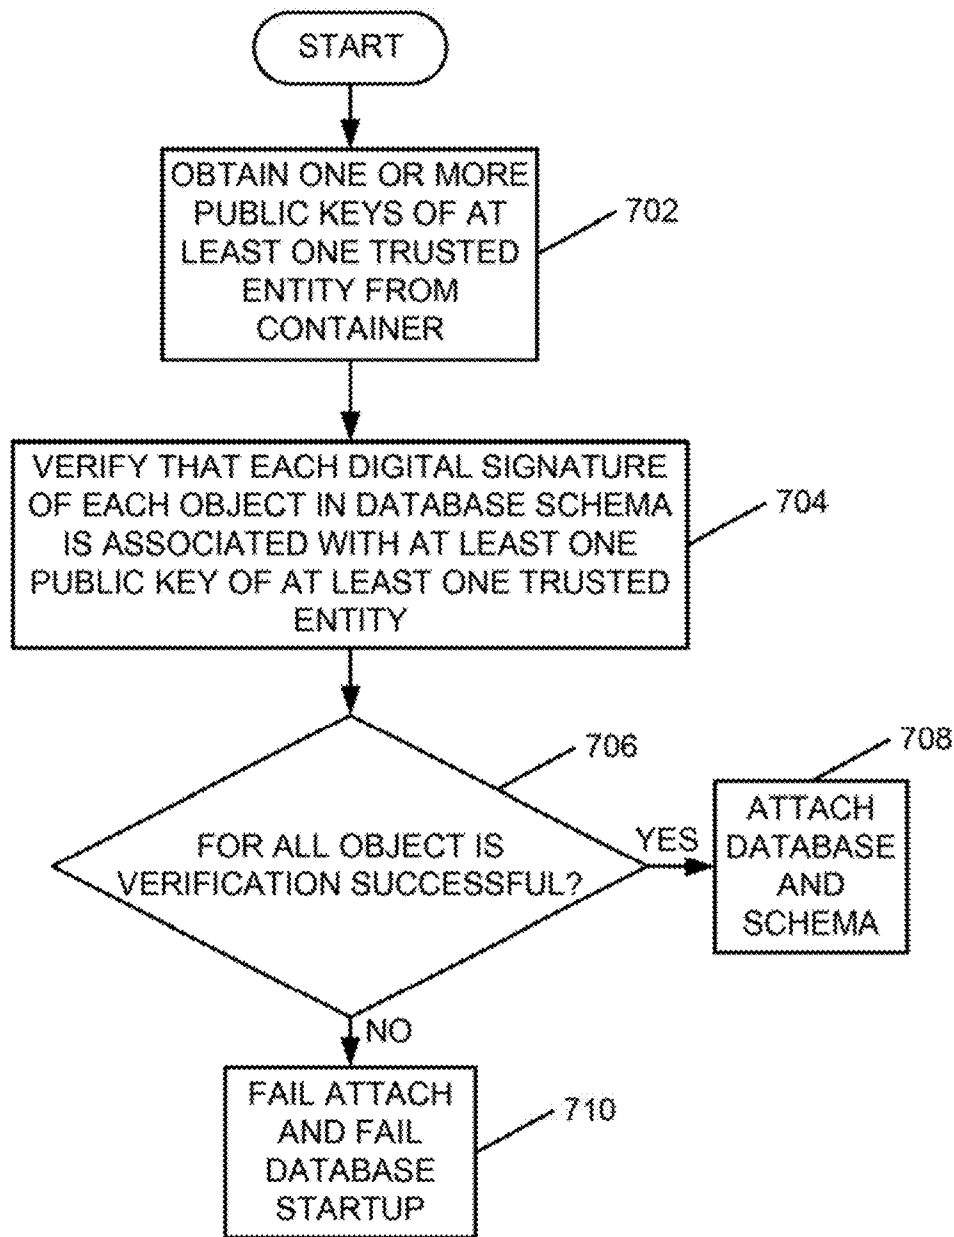 START
OBTAIN ONE OR MORE
PUBLIC KEYS OF AT
LEAST ONE TRUSTED
ENTITY FROM
CONTAINER
702
VERIFY THAT EACH DIGITAL SIGNATURE
OF EACH OBJECT IN DATABASE SCHEMA
IS ASSOCIATED WITH AT LEAST ONE
PUBLIC KEY OF AT LEAST ONE TRUSTED
ENTITY
704
FOR ALL OBJECT IS
VERIFICATION SUCCESSFUL?
706
YES
ATTACH
DATABASE
AND
SCHEMA
708
NO
FAIL ATTACH
AND FAIL
DATABASE
STARTUP
710